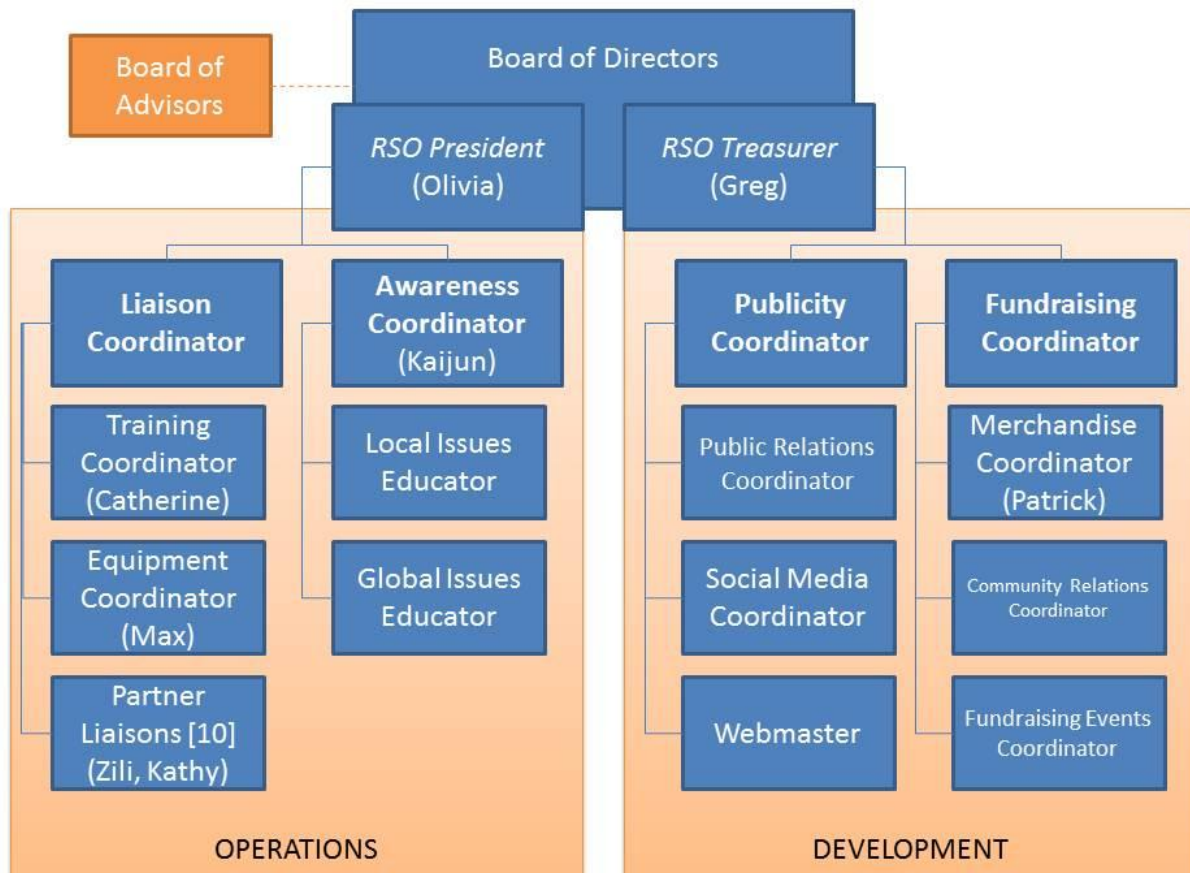 Board of Directors
Board of
Advisors
RSO President
(Olivia)
RSO Treasurer
(Greg)
Liaison
Coordinator
Training
Coordinator
(Catherine)
Equipment
Coordinator
(Max)
Partner
Liaisons [10]
(Zili, Kathy)
Awareness
Coordinator
(Kaijun)
Local Issues
Educator
Global Issues
Educator
OPERATIONS
Publicity
Coordinator
Public Relations
Coordinator
Social Media
Coordinator
Webmaster
Fundraising
Coordinator
Merchandise
Coordinator
(Patrick)
Community Relations
Coordinator
Fundraising Events
Coordinator
DEVELOPMENT